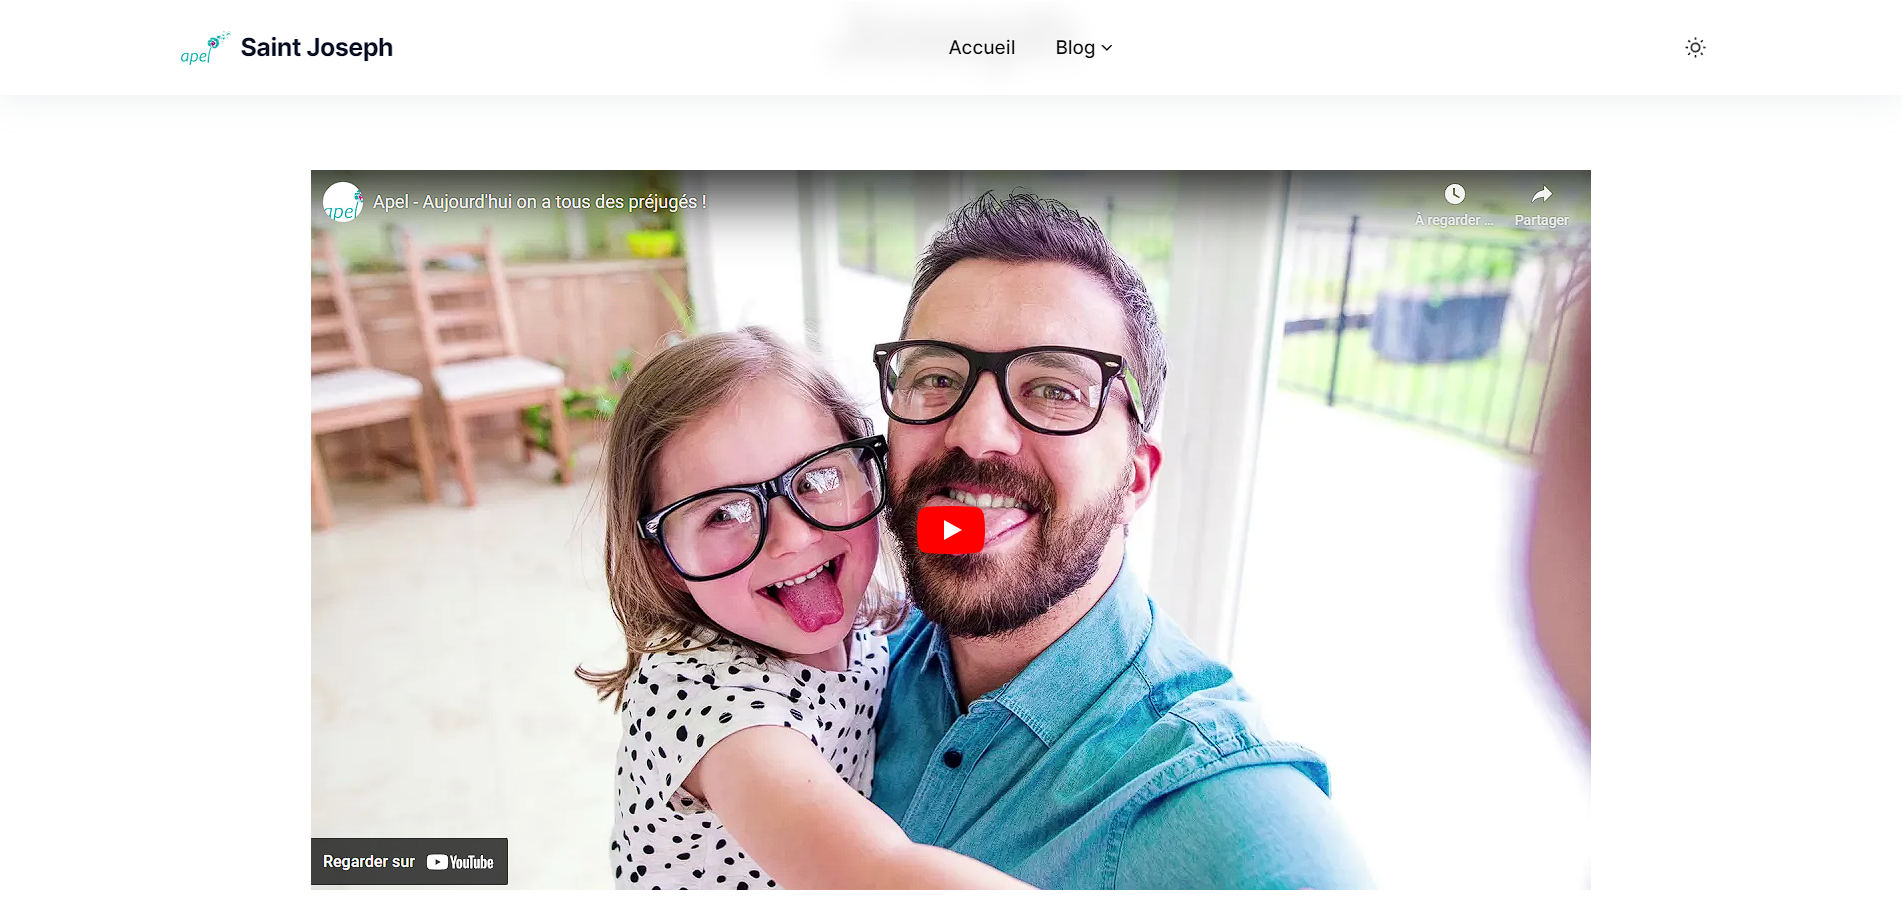 apel Saint Joseph
Accueil
Blog
apel
Apel - Aujourd'hui on a tous des préjugés !
À regarder ...
Partager
Regarder sur YouTube